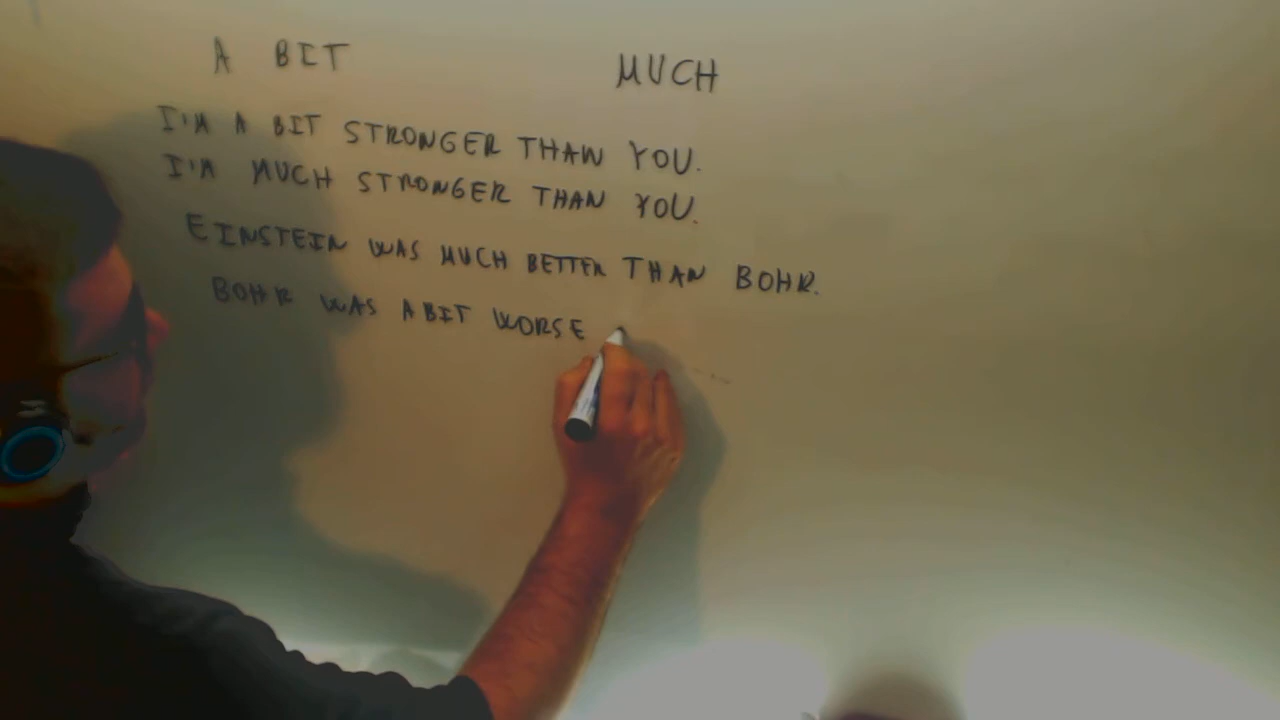 A BIT MUCH
I'M A BIT STRONGER THAN YOU.
I'M MUCH STRONGER THAN YOU.
EINSTEIN WAS MUCH BETTER THAN BOHR.
BOHR WAS A BIT WORSE